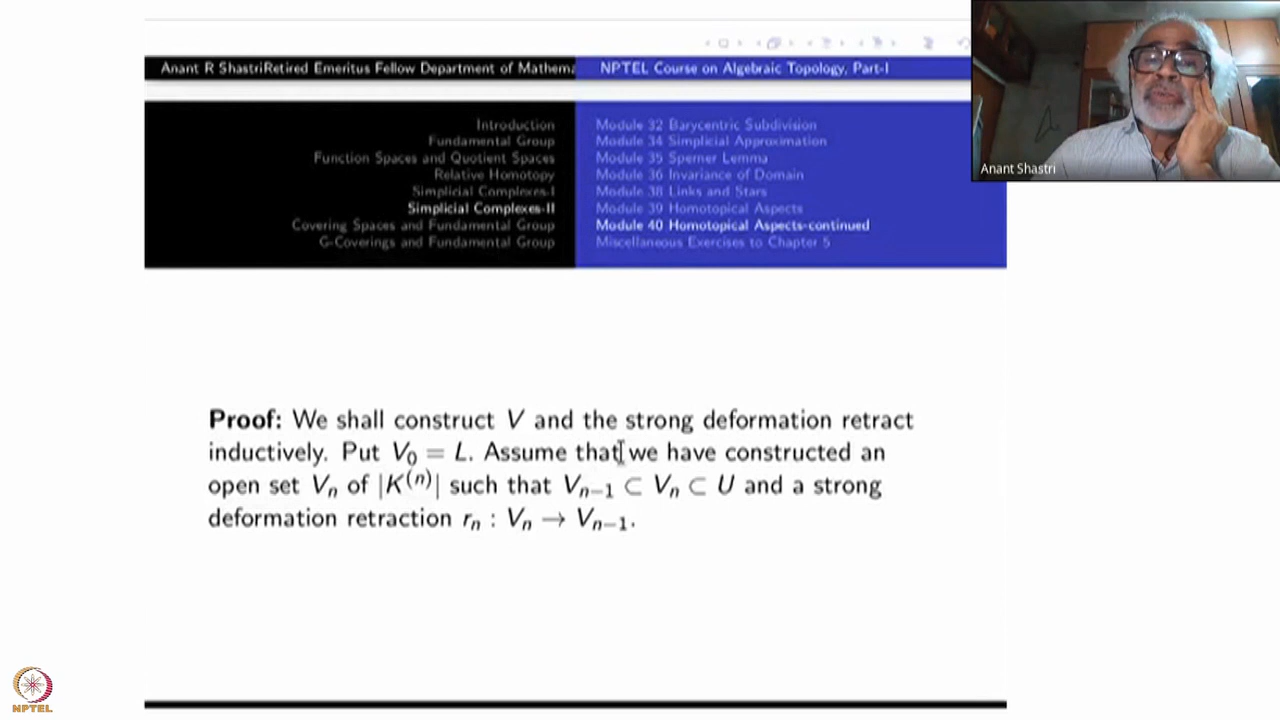 Anant R ShastriRetired Emeritus Fellow Department of Mathema
NPTEL Course on Algebraic Topology, Part-I
Introduction
Fundamental Group
Function Spaces and Quotient Spaces
Relative Homotopy
Simplicial Complexes-I
Simplicial Complexes-II
Covering Spaces and Fundamental Group
G-Coverings and Fundamental Group
Module 32 Barycentric Subdivision
Module 34 Simplicial Approximation
Module 35 Sperner Lemma
Module 36 Invariance of Domain
Module 38 Links and Stars
Module 39 Homotopical Aspects
Module 40 Homotopical Aspects-continued
Miscellaneous Exercises to Chapter 5
Anant Shastri
Proof: We shall construct V and the strong deformation retract
inductively. Put V₀ = L. Assume that we have constructed an
open set Vₙ of |K⁽ⁿ⁾| such that Vₙ₋₁ ⊂ Vₙ ⊂ U and a strong
deformation retraction rₙ : Vₙ → Vₙ₋₁.
NPTEL